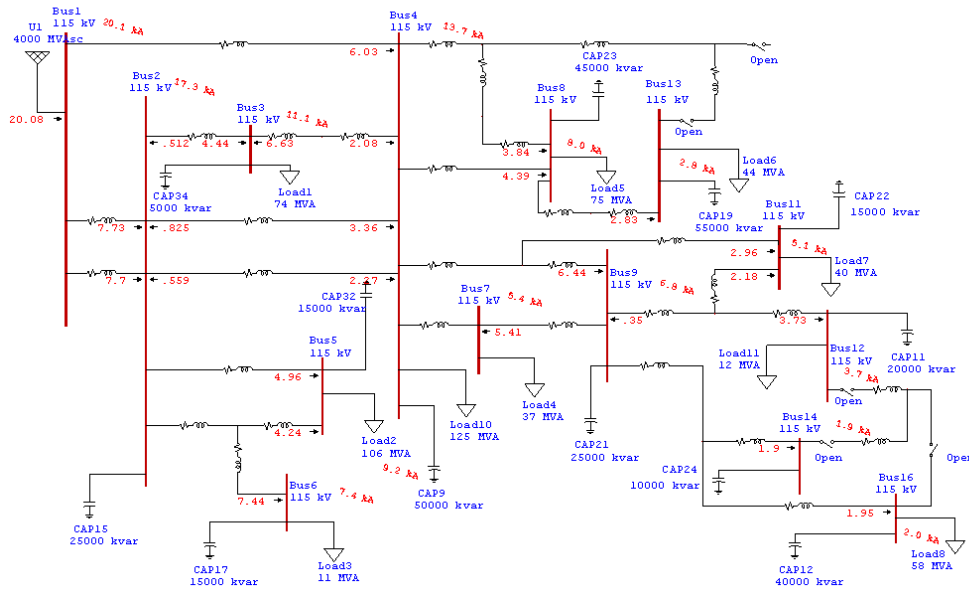 U1
4000 MVAsc
Bus1
115 kV
20.1 kA
20.08
Bus2
115 kV
17.3 kA
Bus3
115 kV
11.1 kA
Bus4
115 kV
13.7 kA
6.03
.512
4.44
6.63
2.08
CAP34
5000 kvar
Load1
74 MVA
7.73
.825
3.36
7.7
.559
2.27
CAP32
15000 kvar
Bus5
115 kV
4.96
4.24
Load2
106 MVA
9.2 kA
Bus6
115 kV
7.4 kA
7.44
CAP15
25000 kvar
CAP17
15000 kvar
Load3
11 MVA
CAP9
50000 kvar
Load10
125 MVA
Bus7
115 kV
5.4 kA
5.41
Load4
37 MVA
CAP23
45000 kvar
Bus8
115 kV
8.0 kA
3.84
4.39
Load5
75 MVA
2.83
Bus13
115 kV
2.8 kA
Open
Open
Load6
44 MVA
CAP19
55000 kvar
Bus9
115 kV
6.8 kA
6.44
.35
CAP21
25000 kvar
Bus11
115 kV
5.1 kA
2.96
2.18
CAP22
15000 kvar
Load7
40 MVA
3.73
Bus12
115 kV
3.7 kA
Load11
12 MVA
CAP11
20000 kvar
Open
Bus14
115 kV
1.9 kA
1.9
Open
Open
CAP24
10000 kvar
Bus16
115 kV
2.0 kA
1.95
CAP12
40000 kvar
Load8
58 MVA